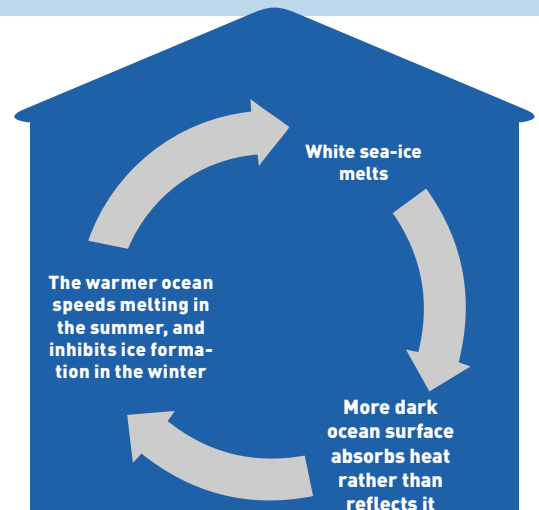 White sea-ice
melts
More dark
ocean surface
absorbs heat
rather than
reflects it
The warmer ocean
speeds melting in
the summer, and
inhibits ice forma-
tion in the winter